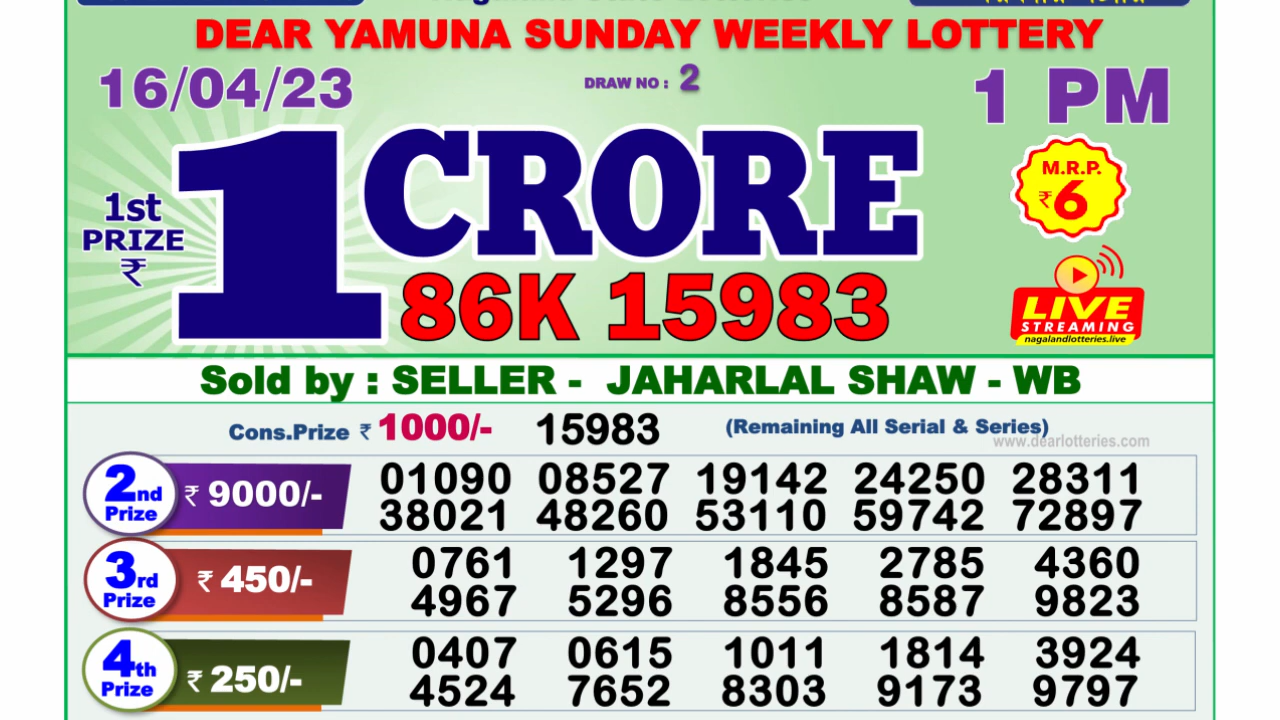 DEAR YAMUNA SUNDAY WEEKLY LOTTERY
16/04/23
DRAW NO : 2
1 PM
1st
PRIZE
₹
1 CRORE
86K 15983
M.R.P.
₹6
LIVE
STREAMING
nagalandlotteries.live
Sold by : SELLER - JAHARLAL SHAW - WB
Cons.Prize ₹ 1000/- 15983 (Remaining All Serial & Series)
www.dearlotteries.com
2nd Prize ₹ 9000/-
01090 08527 19142 24250 28311
38021 48260 53110 59742 72897
3rd Prize ₹ 450/-
0761 1297 1845 2785 4360
4967 5296 8556 8587 9823
4th Prize ₹ 250/-
0407 0615 1011 1814 3924
4524 7652 8303 9173 9797